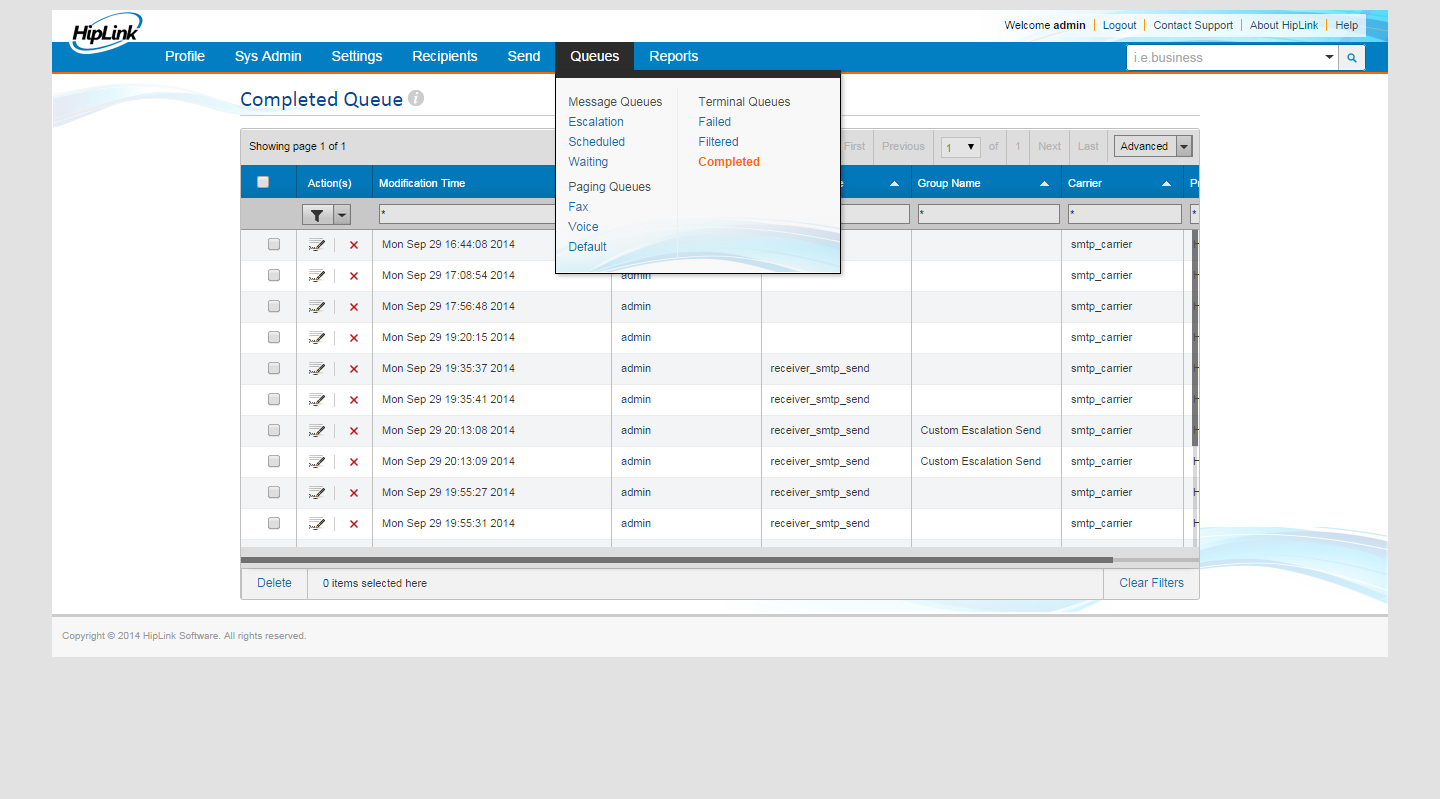 HipLink
Welcome admin Logout Contact Support About HipLink Help
Profile Sys Admin Settings Recipients Send Queues Reports
i.e.business
Completed Queue i
Message Queues
Escalation
Scheduled
Waiting
Paging Queues
Fax
Voice
Default
Terminal Queues
Failed
Filtered
Completed
Showing page 1 of 1 First Previous 1 of 1 Next Last Advanced
Action(s) Modification Time Group Name Carrier
* * * *
Mon Sep 29 16:44:08 2014 smtp_carrier
Mon Sep 29 17:08:54 2014 admin smtp_carrier
Mon Sep 29 17:56:48 2014 admin smtp_carrier
Mon Sep 29 19:20:15 2014 admin smtp_carrier
Mon Sep 29 19:35:37 2014 admin receiver_smtp_send smtp_carrier
Mon Sep 29 19:35:41 2014 admin receiver_smtp_send smtp_carrier
Mon Sep 29 20:13:08 2014 admin receiver_smtp_send Custom Escalation Send smtp_carrier
Mon Sep 29 20:13:09 2014 admin receiver_smtp_send Custom Escalation Send smtp_carrier
Mon Sep 29 19:55:27 2014 admin receiver_smtp_send smtp_carrier
Mon Sep 29 19:55:31 2014 admin receiver_smtp_send smtp_carrier
Delete 0 items selected here Clear Filters
Copyright © 2014 HipLink Software. All rights reserved.